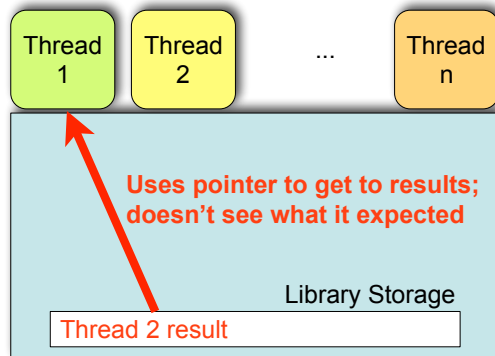 Thread
1
Thread
2
...
Thread
n
Uses pointer to get to results;
doesn't see what it expected
Library Storage
Thread 2 result